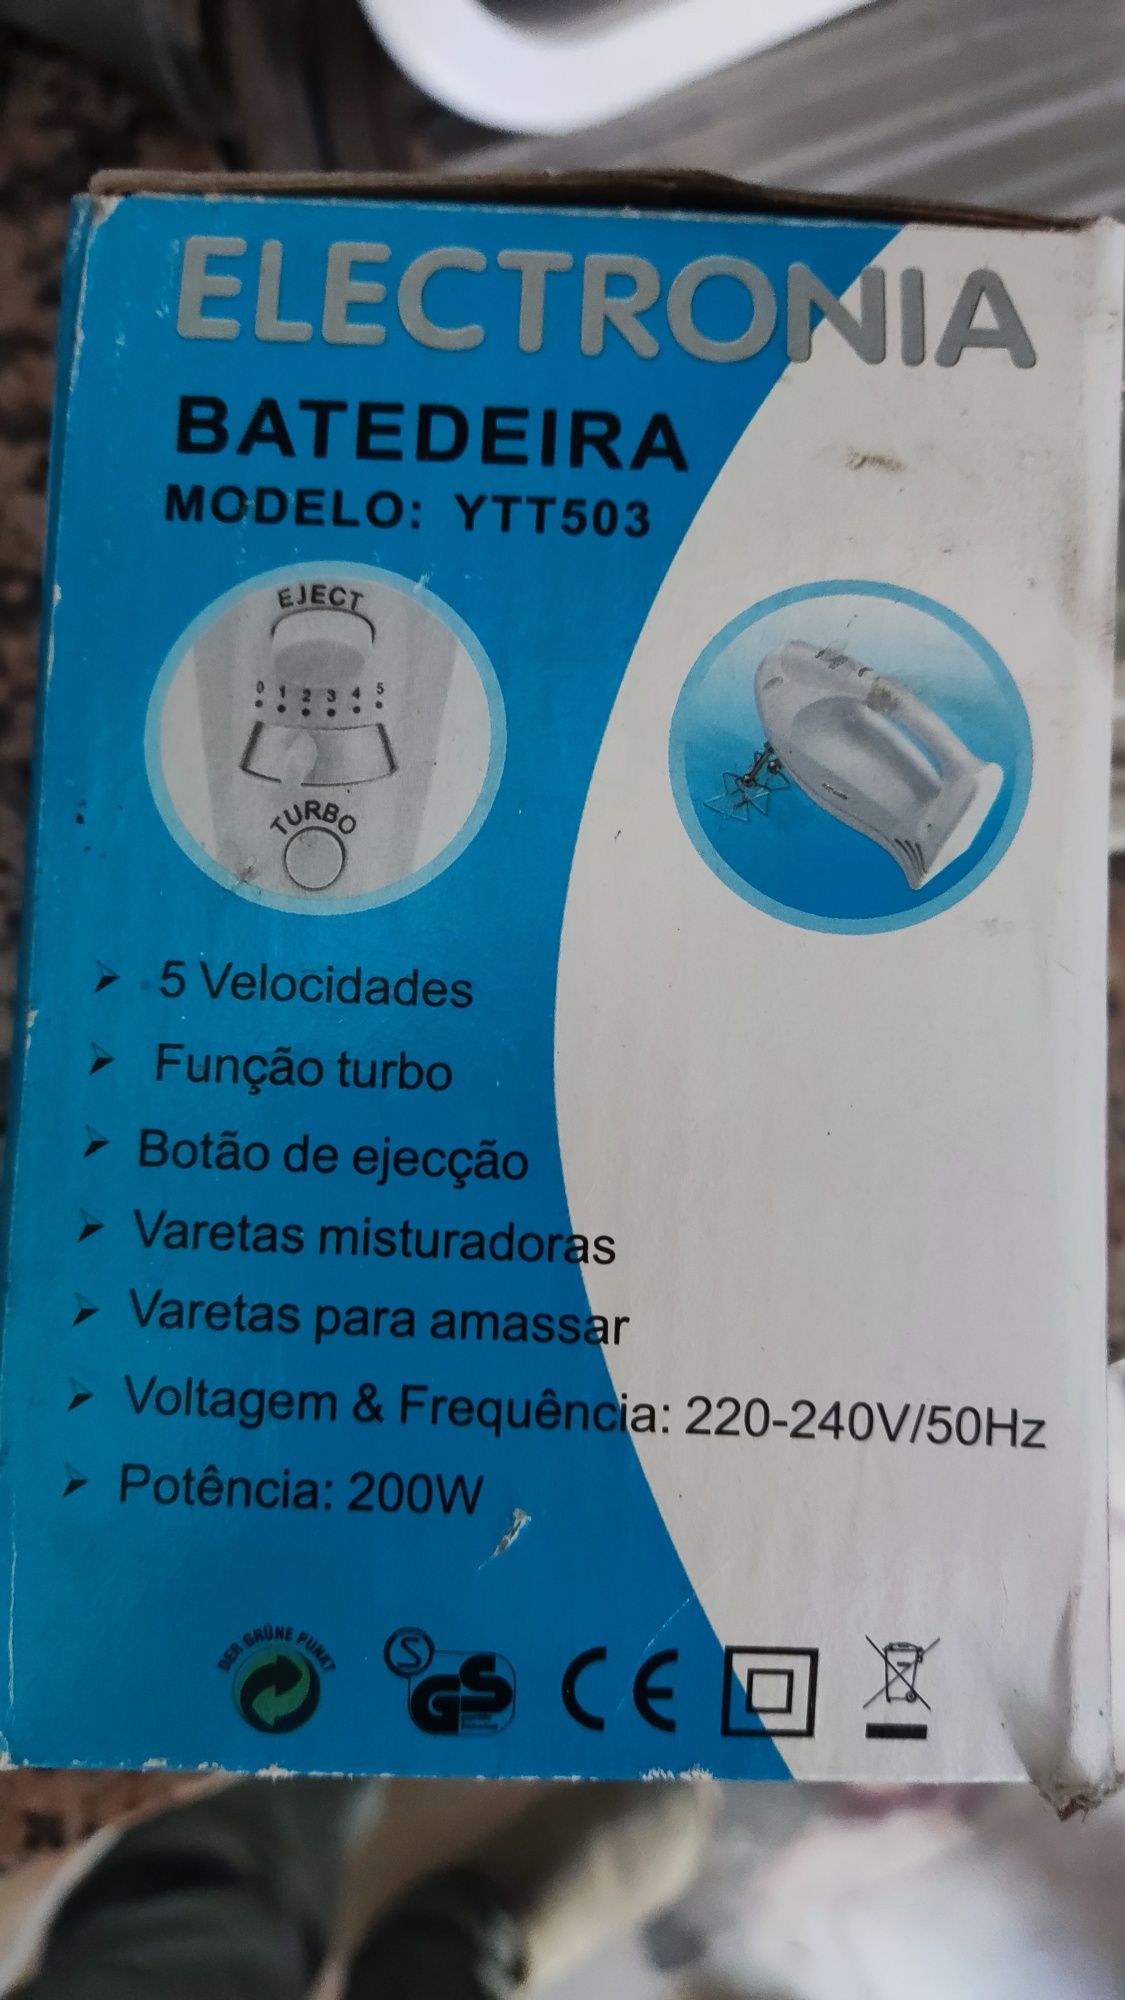 ELECTRONIA
BATEDEIRA
MODELO: YTT503
EJECT
0 1 2 3 4 5
TURBO
5 Velocidades
Função turbo
Botão de ejecção
Varetas misturadoras
Varetas para amassar
Voltagem & Frequência: 220-240V/50Hz
Potência: 200W
DER GRÜNE PUNKT
S
GS
CE